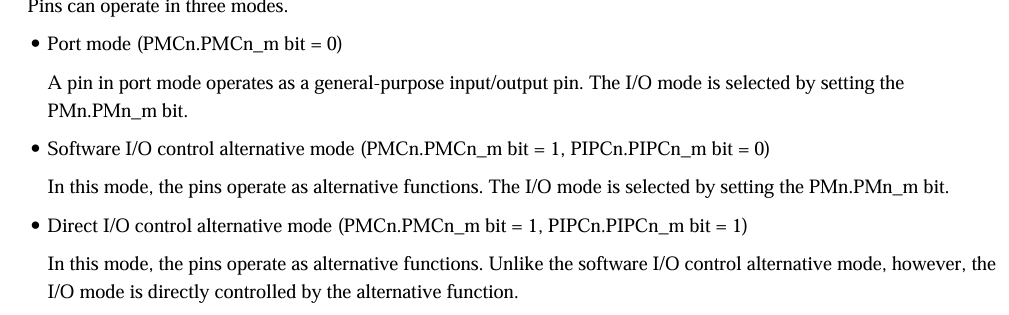 Pins can operate in three modes.
• Port mode (PMCn.PMCn_m bit = 0)
A pin in port mode operates as a general-purpose input/output pin. The I/O mode is selected by setting the
PMn.PMn_m bit.
• Software I/O control alternative mode (PMCn.PMCn_m bit = 1, PIPCn.PIPCn_m bit = 0)
In this mode, the pins operate as alternative functions. The I/O mode is selected by setting the PMn.PMn_m bit.
• Direct I/O control alternative mode (PMCn.PMCn_m bit = 1, PIPCn.PIPCn_m bit = 1)
In this mode, the pins operate as alternative functions. Unlike the software I/O control alternative mode, however, the
I/O mode is directly controlled by the alternative function.